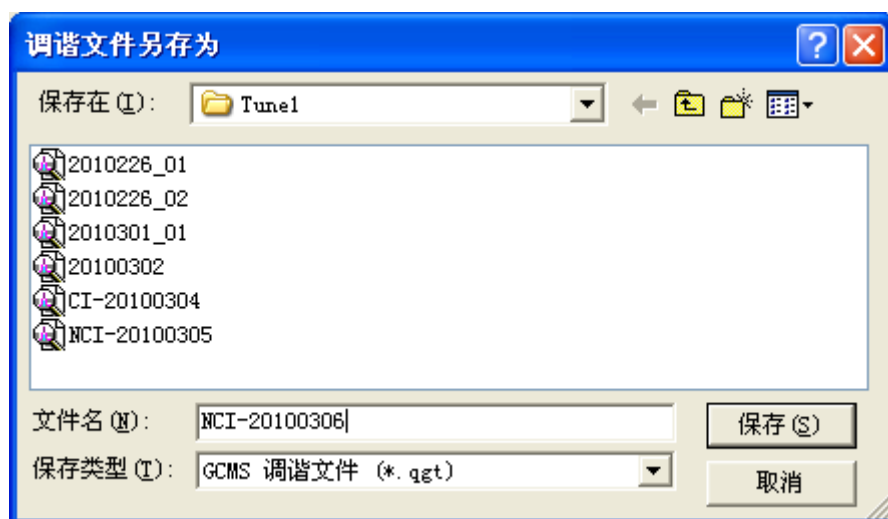 调谐文件另存为
保存在(I):
Tune1
2010226_01
2010226_02
2010301_01
20100302
CI-20100304
NCI-20100305
文件名(N):
NCI-20100306
保存(S)
保存类型(T):
GCMS 调谐文件 (*.qgt)
取消